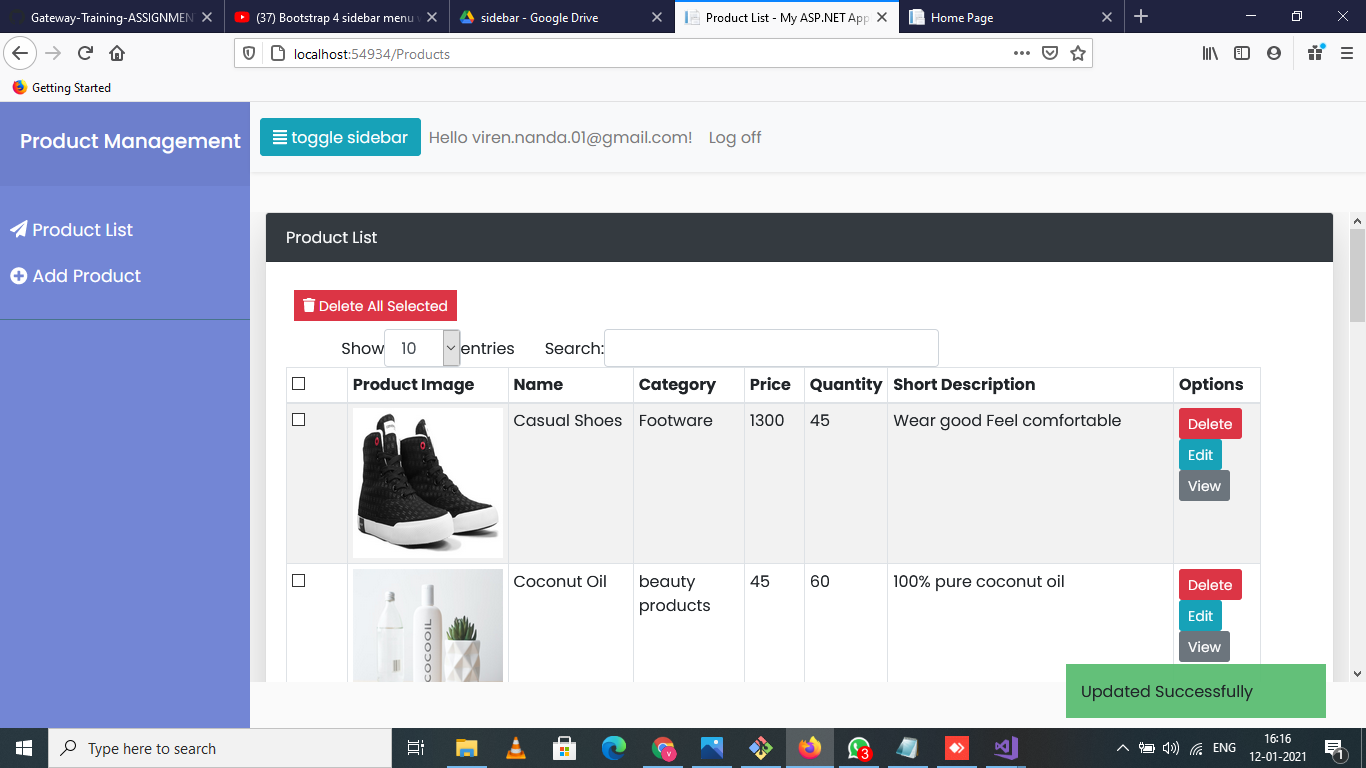 Gateway-Training-ASSIGNMEN
(37) Bootstrap 4 sidebar menu
sidebar - Google Drive
Product List - My ASP.NET App
Home Page
localhost:54934/Products
Getting Started
Product Management
toggle sidebar
Hello viren.nanda.01@gmail.com!
Log off
Product List
Add Product
Product List
Delete All Selected
Show 10 entries
Search:
Product Image Name Category Price Quantity Short Description Options
Casual Shoes Footware 1300 45 Wear good Feel comfortable Delete
Edit
View
Coconut Oil beauty products 45 60 100% pure coconut oil Delete
Edit
View
COCOOIL
Updated Successfully
Type here to search
3
ENG
16:16
12-01-2021
1